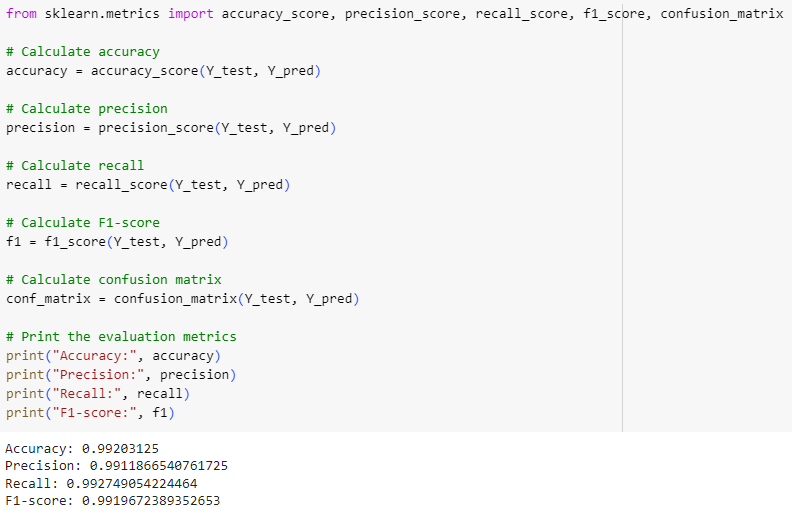 from sklearn.metrics import accuracy_score, precision_score, recall_score, f1_score, confusion_matrix
# Calculate accuracy
accuracy = accuracy_score(Y_test, Y_pred)
# Calculate precision
precision = precision_score(Y_test, Y_pred)
# Calculate recall
recall = recall_score(Y_test, Y_pred)
# Calculate F1-score
f1 = f1_score(Y_test, Y_pred)
# Calculate confusion matrix
conf_matrix = confusion_matrix(Y_test, Y_pred)
# Print the evaluation metrics
print("Accuracy:", accuracy)
print("Precision:", precision)
print("Recall:", recall)
print("F1-score:", f1)
Accuracy: 0.99203125
Precision: 0.9911866540761725
Recall: 0.992749054224464
F1-score: 0.9919672389352653